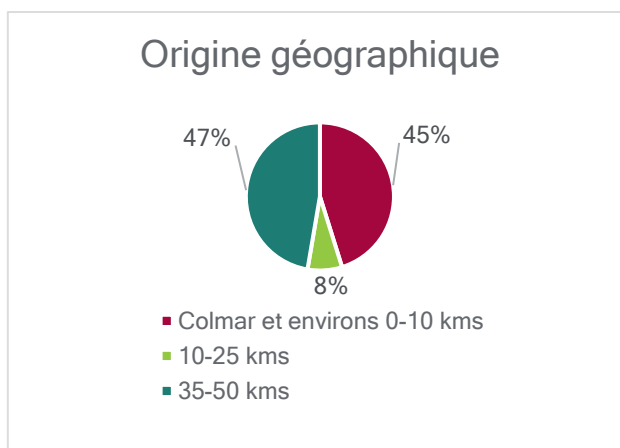 Origine géographique
47%
45%
8%
Colmar et environs 0-10 kms
10-25 kms
35-50 kms